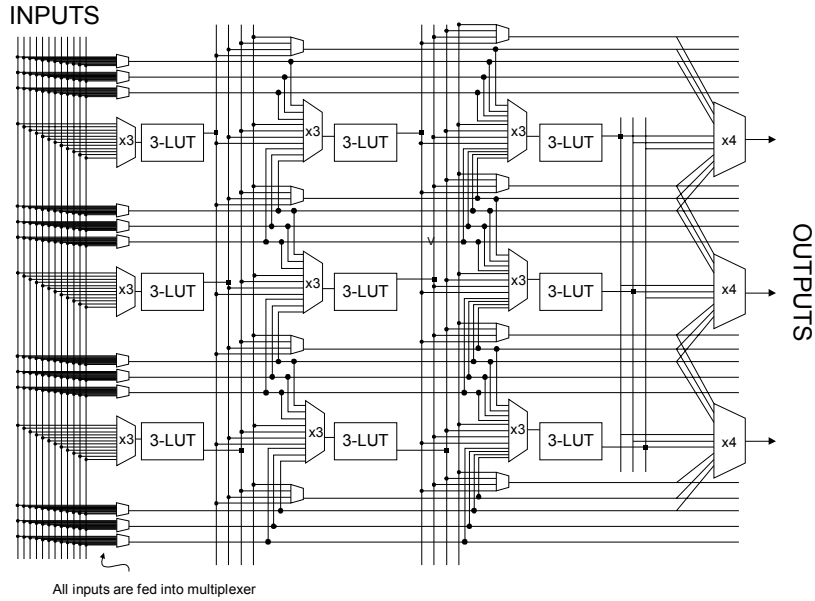 INPUTS
x3 3-LUT x3 3-LUT x3 3-LUT x4
V
x3 3-LUT x3 3-LUT x3 3-LUT x4
OUTPUTS
x3 3-LUT x3 3-LUT x3 3-LUT x4
All inputs are fed into multiplexer